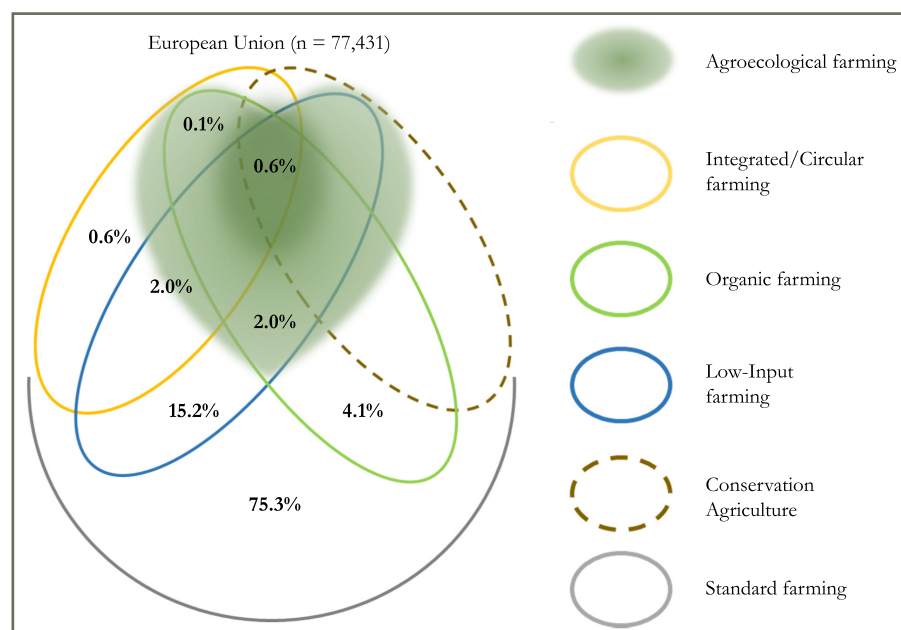 European Union (n = 77,431)
0.1%
0.6%
0.6%
2.0%
2.0%
15.2%
4.1%
75.3%
Agroecological farming
Integrated/Circular
farming
Organic farming
Low-Input
farming
Conservation
Agriculture
Standard farming